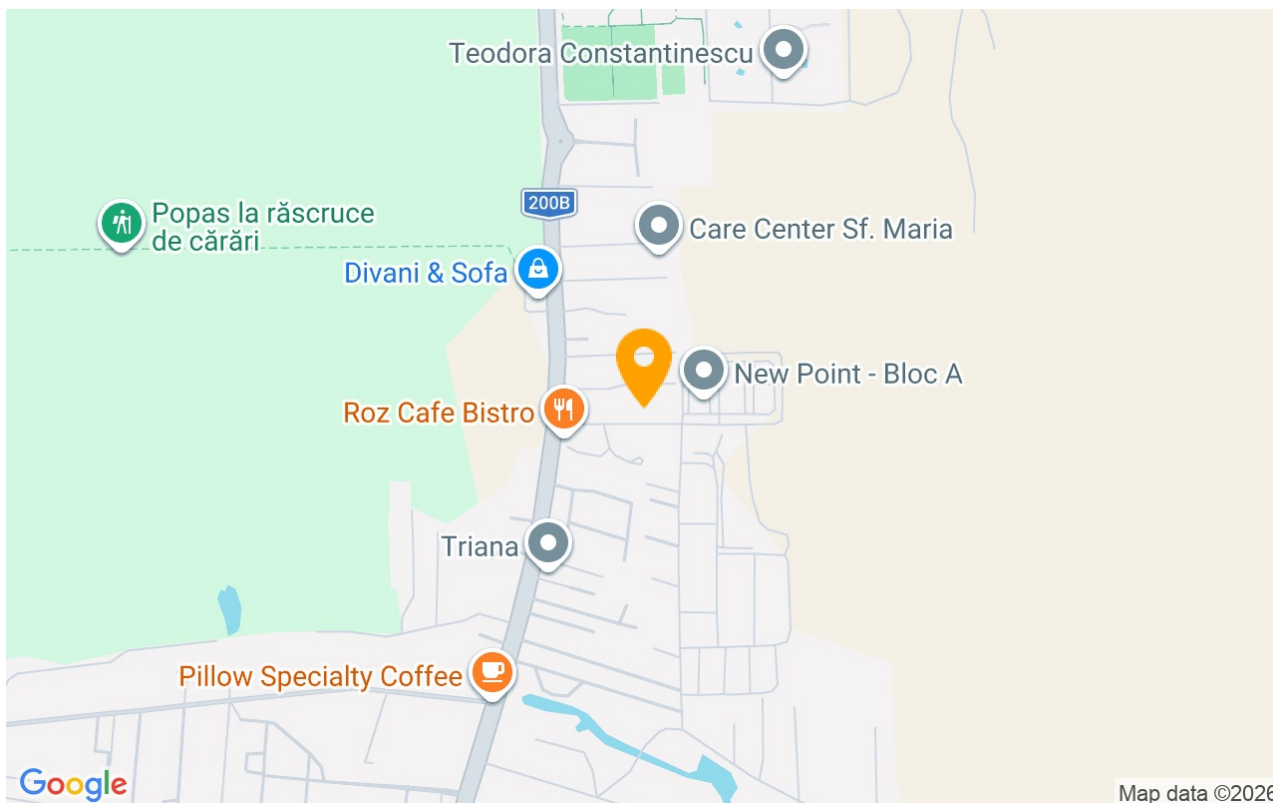 Teodora Constantinescu
Popas la răscruce
de cărări
200B
Care Center Sf. Maria
Divani & Sofa
New Point - Bloc A
Roz Cafe Bistro
Triana
Pillow Specialty Coffee
Google
Map data ©2026